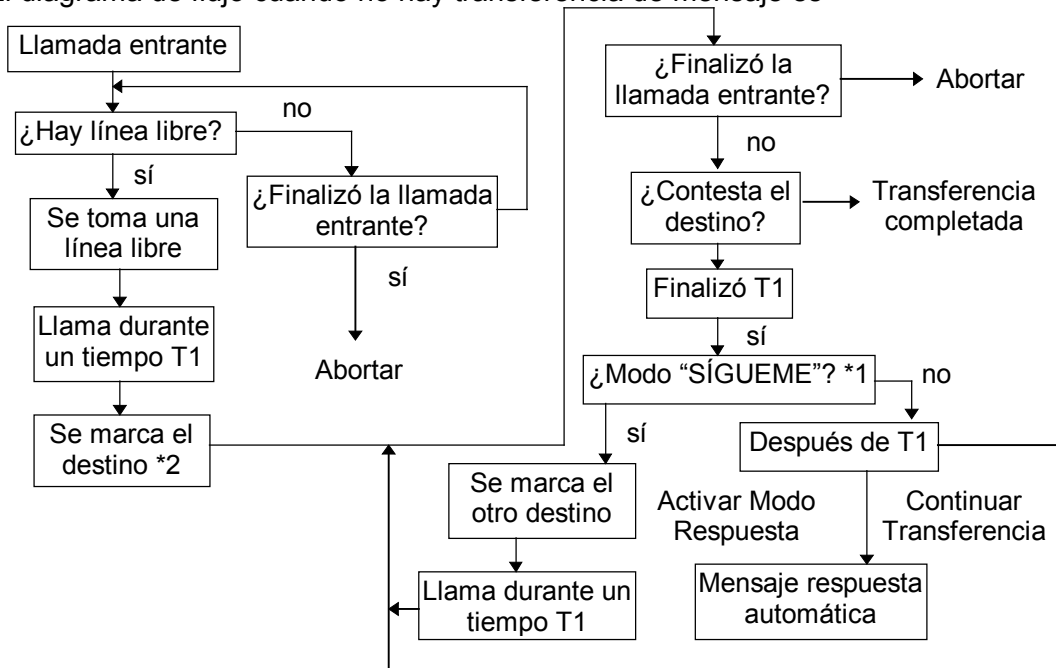 diagrama de flujo cuando no hay transferencia de mensaje es
Llamada entrante
¿Hay línea libre?
no
sí
Se toma una
línea libre
¿Finalizó la llamada
entrante?
sí
Abortar
Llama durante
un tiempo T1
Se marca el
destino *2
¿Finalizó la
llamada entrante?
Abortar
no
¿Contesta el
destino?
Transferencia
completada
Finalizó T1
sí
¿Modo “SÍGUEME”? *1
no
sí
Después de T1
Se marca el
otro destino
Activar Modo
Respuesta
Continuar
Transferencia
Llama durante un
tiempo T1
Mensaje respuesta
automática